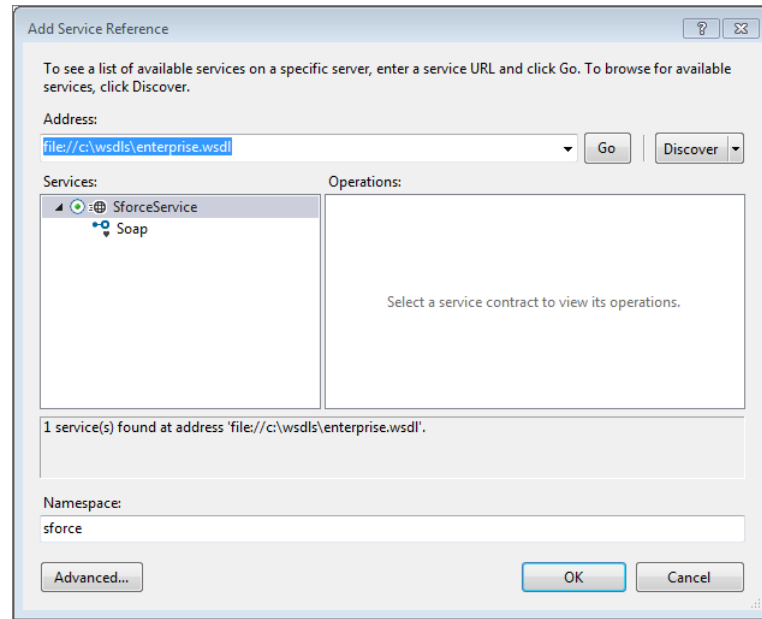 Add Service Reference
To see a list of available services on a specific server, enter a service URL and click Go. To browse for available
services, click Discover.
Address:
file://c:\wsdls\enterprise.wsdl Go Discover
Services: Operations:
SforceService
Soap
Select a service contract to view its operations.
1 service(s) found at address 'file://c:\wsdls\enterprise.wsdl'.
Namespace:
sforce
Advanced... OK Cancel